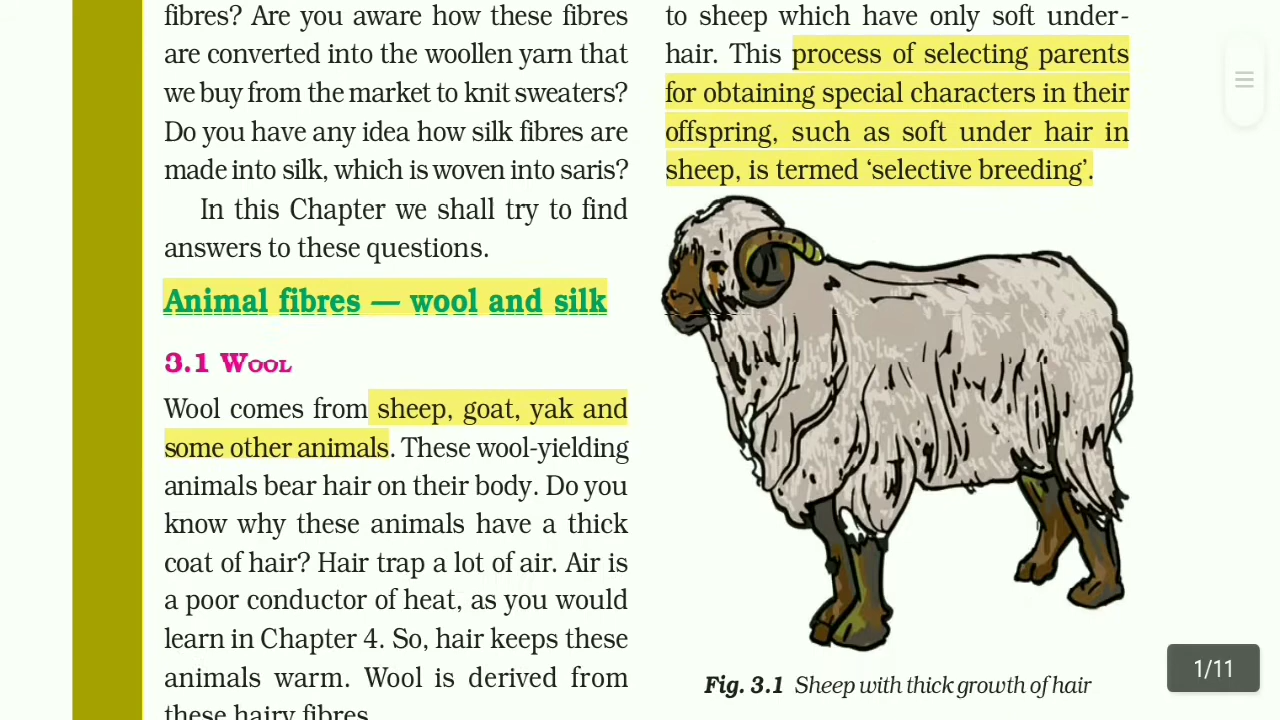 fibres? Are you aware how these fibres
are converted into the woollen yarn that
we buy from the market to knit sweaters?
Do you have any idea how silk fibres are
made into silk, which is woven into saris?
In this Chapter we shall try to find
answers to these questions.
Animal fibres — wool and silk
3.1 WOOL
Wool comes from sheep, goat, yak and
some other animals. These wool-yielding
animals bear hair on their body. Do you
know why these animals have a thick
coat of hair? Hair trap a lot of air. Air is
a poor conductor of heat, as you would
learn in Chapter 4. So, hair keeps these
animals warm. Wool is derived from
these hairy fibres.
to sheep which have only soft under-
hair. This process of selecting parents
for obtaining special characters in their
offspring, such as soft under hair in
sheep, is termed ‘selective breeding’.
Fig. 3.1 Sheep with thick growth of hair
1/11